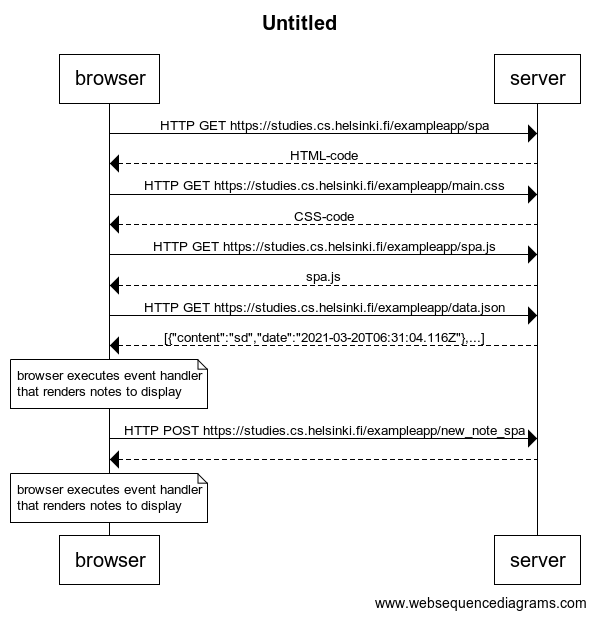 Untitled
browser
server
HTTP GET https://studies.cs.helsinki.fi/exampleapp/spa
HTML-code
HTTP GET https://studies.cs.helsinki.fi/exampleapp/main.css
CSS-code
HTTP GET https://studies.cs.helsinki.fi/exampleapp/spa.js
spa.js
HTTP GET https://studies.cs.helsinki.fi/exampleapp/data.json
[{"content":"sd","date":"2021-03-20T06:31:04.116Z"},...]
browser executes event handler
that renders notes to display
HTTP POST https://studies.cs.helsinki.fi/exampleapp/new_note_spa
browser executes event handler
that renders notes to display
browser
server
www.websequencediagrams.com